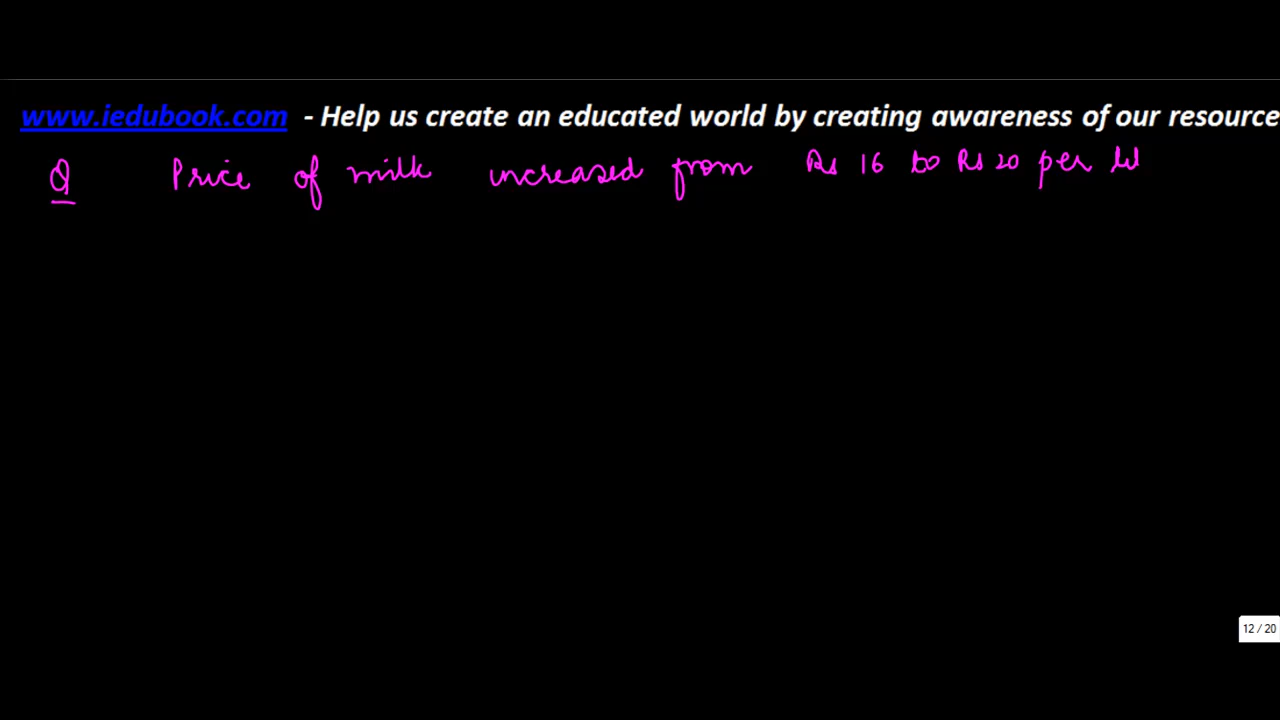 www.iedubook.com - Help us create an educated world by creating awareness of our resource
Q Price of milk increased from Rs 16 to Rs 20 per
12 / 20